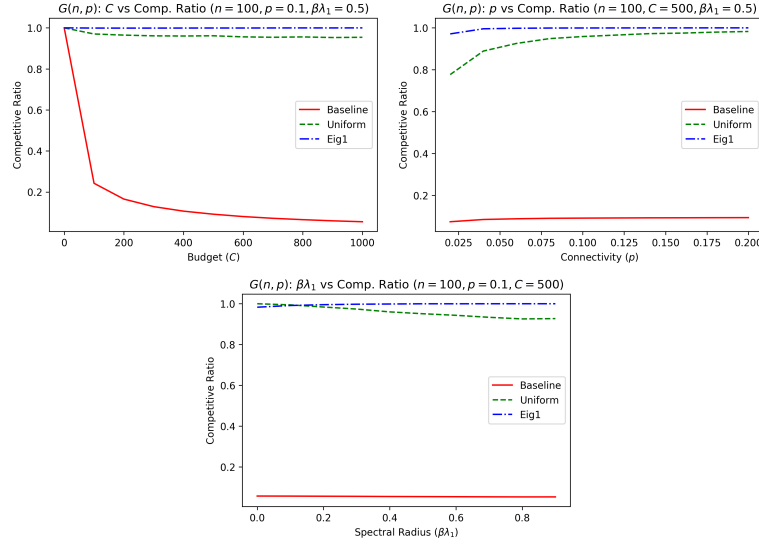 G(n, p): C vs Comp. Ratio (n = 100, p = 0.1, βλ₁ = 0.5)
1.0
0.8
0.6
0.4
0.2
Competitive Ratio
Baseline
Uniform
Eig1
0 200 400 600 800 1000
Budget (C)
G(n, p): p vs Comp. Ratio (n = 100, C = 500, βλ₁ = 0.5)
1.0
0.8
0.6
0.4
0.2
Competitive Ratio
Baseline
Uniform
Eig1
0.025 0.050 0.075 0.100 0.125 0.150 0.175 0.200
Connectivity (p)
G(n, p): βλ₁ vs Comp. Ratio (n = 100, p = 0.1, C = 500)
1.0
0.8
0.6
0.4
0.2
Competitive Ratio
Baseline
Uniform
Eig1
0.0 0.2 0.4 0.6 0.8
Spectral Radius (βλ₁)